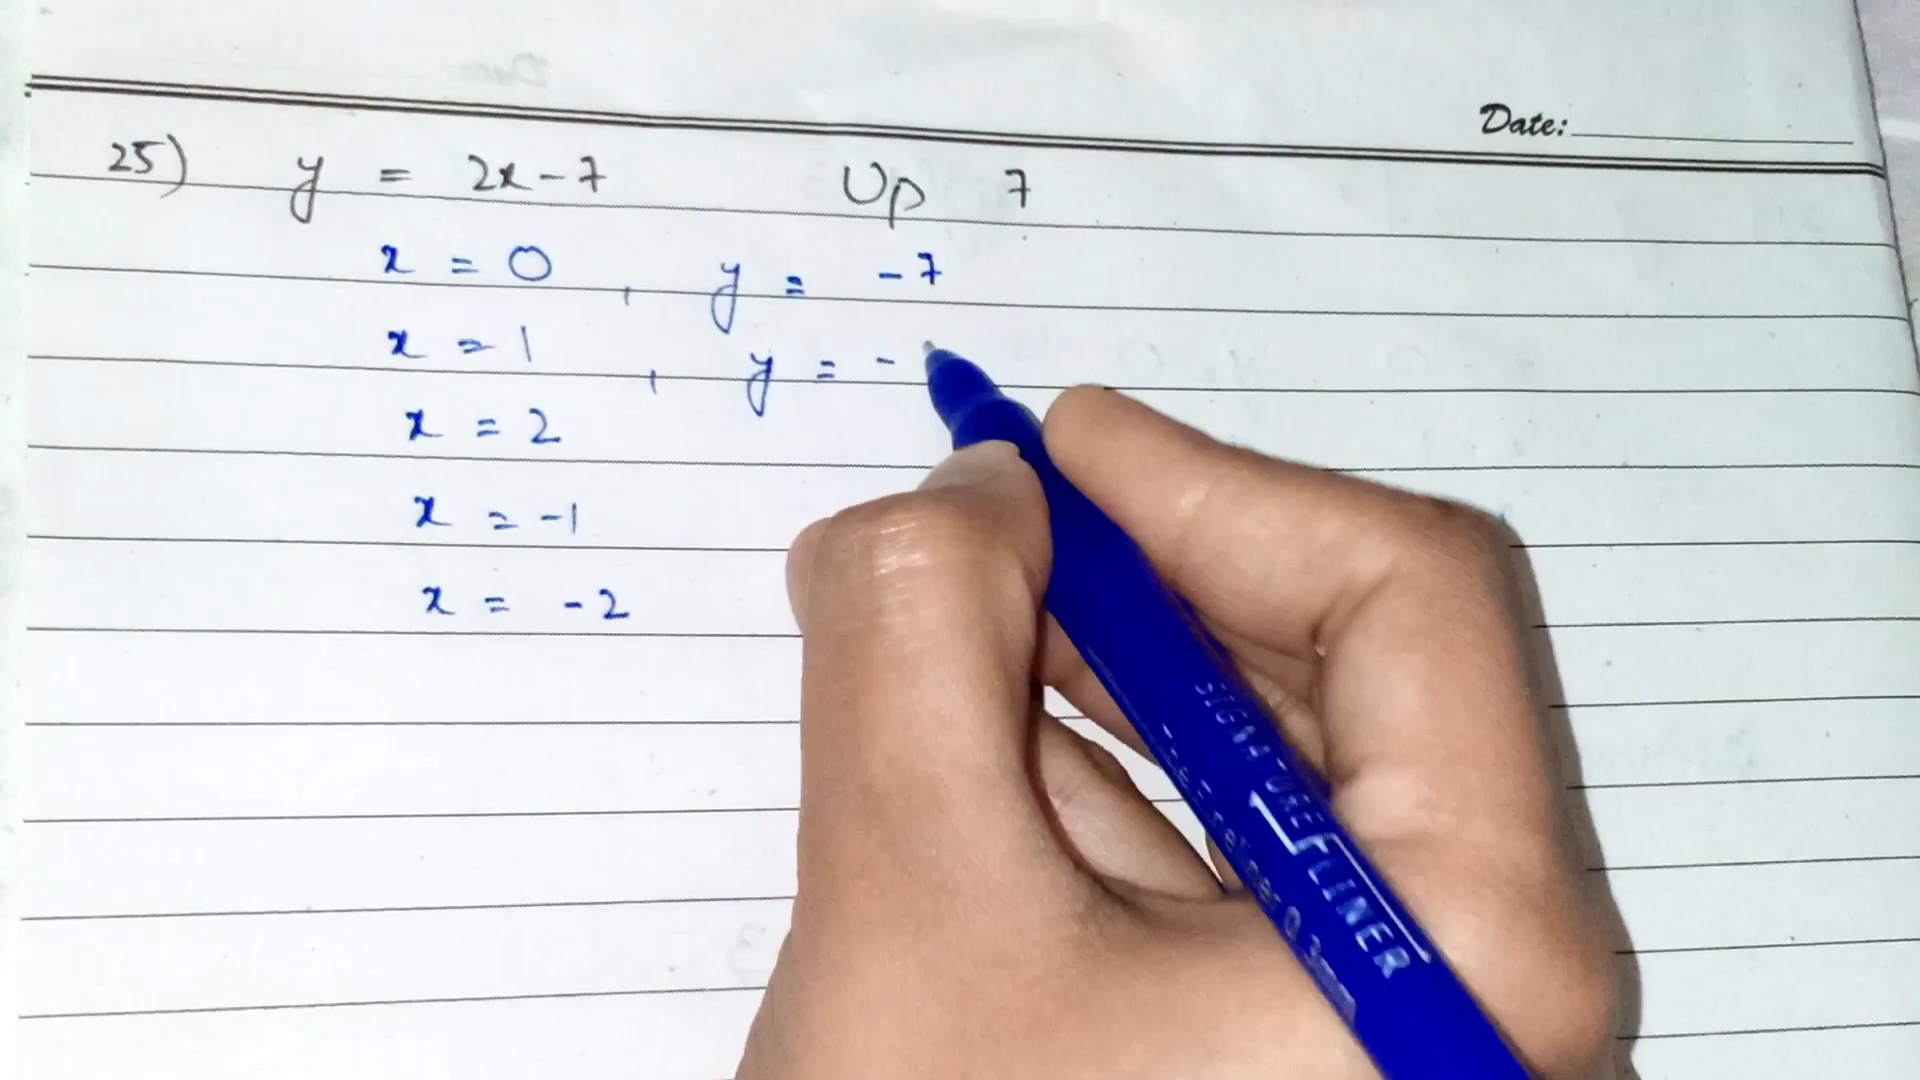 Date:
25) y = 2x - 7 Up 7
x = 0 , y = -7
x = 1 , y = -
x = 2
x = -1
x = -2
SIGNATURE
LINER